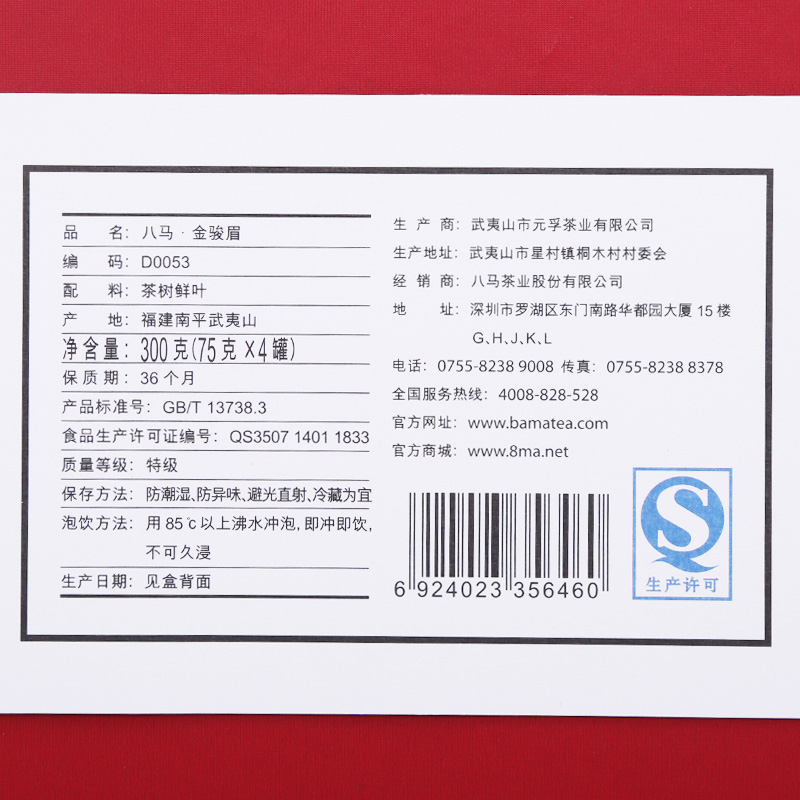 品 名: 八马·金骏眉
编 码: D0053
配 料: 茶树鲜叶
产 地: 福建南平武夷山
净含量: 300克(75克×4罐)
保质期: 36个月
产品标准号: GB/T 13738.3
食品生产许可证编号: QS3507 1401 1833
质量等级: 特级
保存方法: 防潮湿、防异味、避光直射、冷藏为宜
泡饮方法: 用85℃以上沸水冲泡,即冲即饮,
不可久浸
生产日期: 见盒背面
生 产 商: 武夷山市元孚茶业有限公司
生产地址: 武夷山市星村镇桐木村村委会
经 销 商: 八马茶业股份有限公司
地 址: 深圳市罗湖区东门南路华都园大厦15楼
G、H、J、K、L
电话: 0755-8238 9008 传真: 0755-8238 8378
全国服务热线: 4008-828-528
官方网址: www.bamatea.com
官方商城: www.8ma.net
6 924023 356460
QS
生产许可